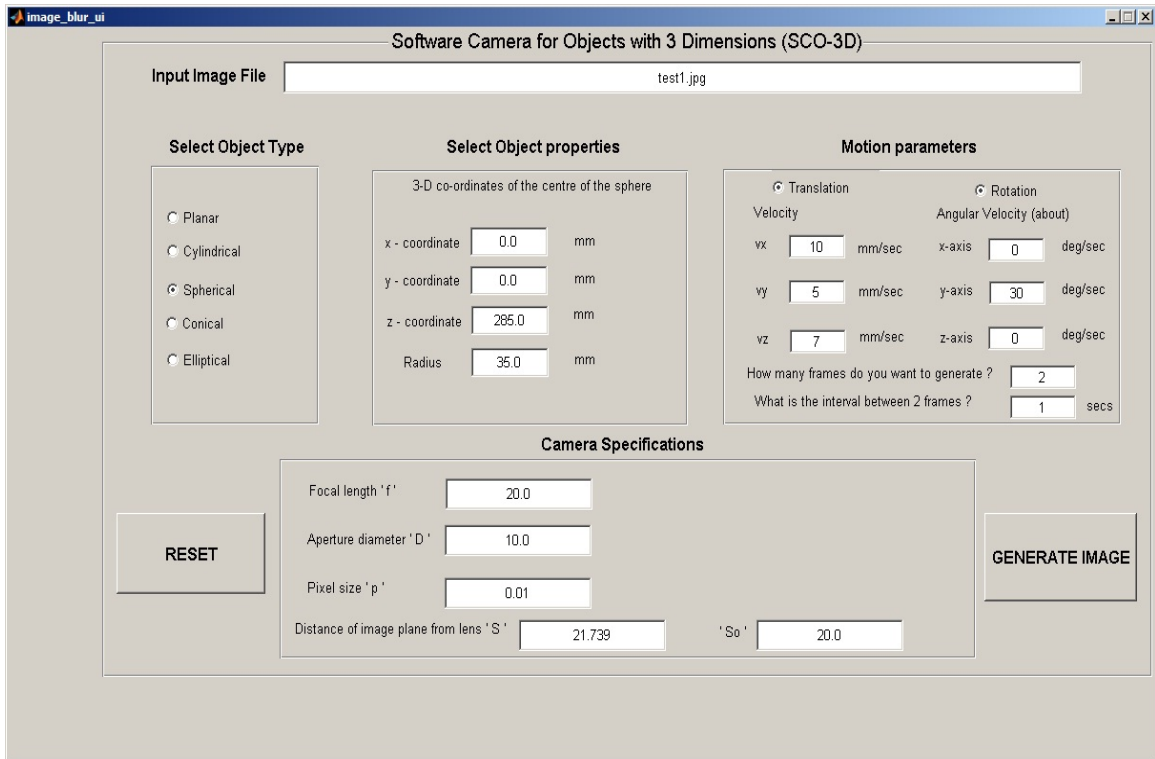 image_blur_ui
Software Camera for Objects with 3 Dimensions (SCO-3D)
Input Image File test1.jpg
Select Object Type
Planar
Cylindrical
Spherical
Conical
Elliptical
Select Object properties
3-D co-ordinates of the centre of the sphere
x - coordinate 0.0 mm
y - coordinate 0.0 mm
z - coordinate 285.0 mm
Radius 35.0 mm
Motion parameters
Translation Rotation
Velocity Angular Velocity (about)
vx 10 mm/sec x-axis 0 deg/sec
vy 5 mm/sec y-axis 30 deg/sec
vz 7 mm/sec z-axis 0 deg/sec
How many frames do you want to generate ? 2
What is the interval between 2 frames ? 1 secs
Camera Specifications
Focal length ' f ' 20.0
Aperture diameter ' D ' 10.0
Pixel size ' p ' 0.01
Distance of image plane from lens ' S ' 21.739 ' So ' 20.0
RESET
GENERATE IMAGE